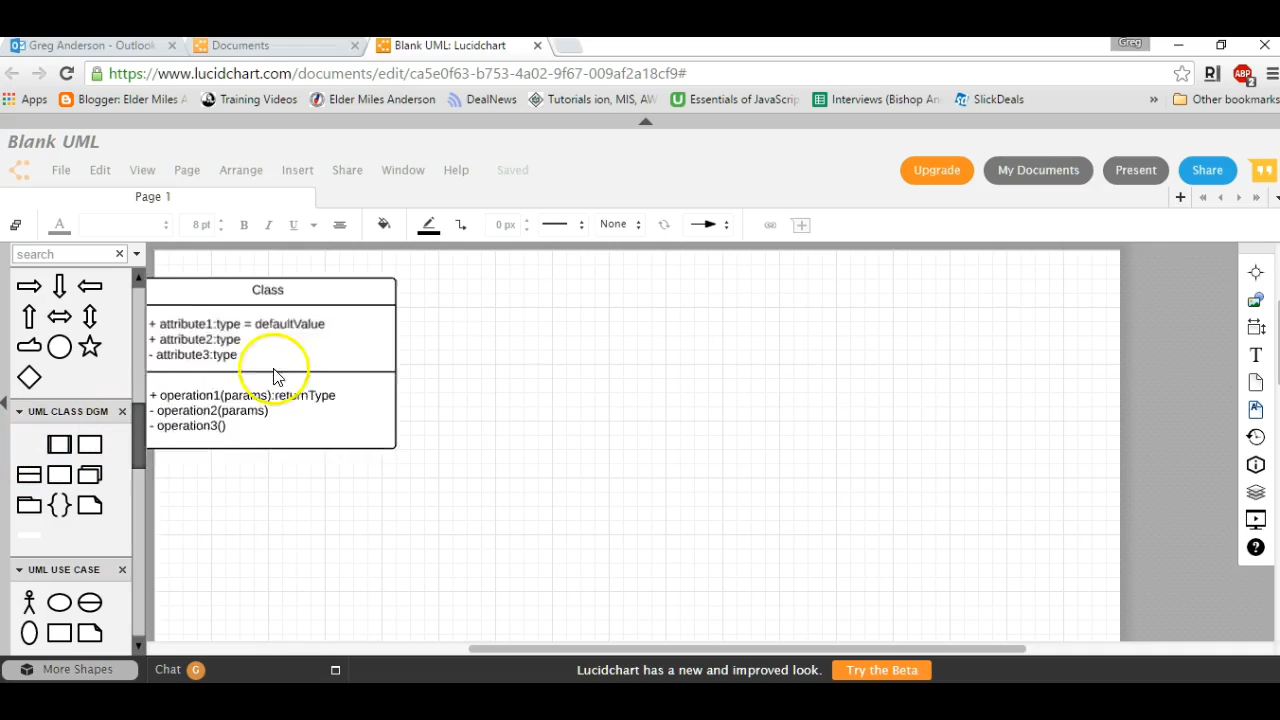 Greg Anderson - Outlook
Documents
Blank UML: Lucidchart
Greg
https://www.lucidchart.com/documents/edit/ca5e0f63-b753-4a02-9f67-009af2a18cf9#
ABP
2
Apps
Blogger: Elder Miles A
Training Videos
Elder Miles Anderson
DealNews
Tutorials ion, MIS, AW
Essentials of JavaScrip
Interviews (Bishop An
SlickDeals
»
Other bookmarks
Blank UML
File
Edit
View
Page
Arrange
Insert
Share
Window
Help
Saved
Upgrade
My Documents
Present
Share
Page 1
A
8 pt
B
I
U
0 px
None
search
Class
+ attribute1:type = defaultValue
+ attribute2:type
- attribute3:type
+ operation1(params):returnType
- operation2(params)
- operation3()
UML CLASS DGM
UML USE CASE
More Shapes
Chat
G
Lucidchart has a new and improved look.
Try the Beta